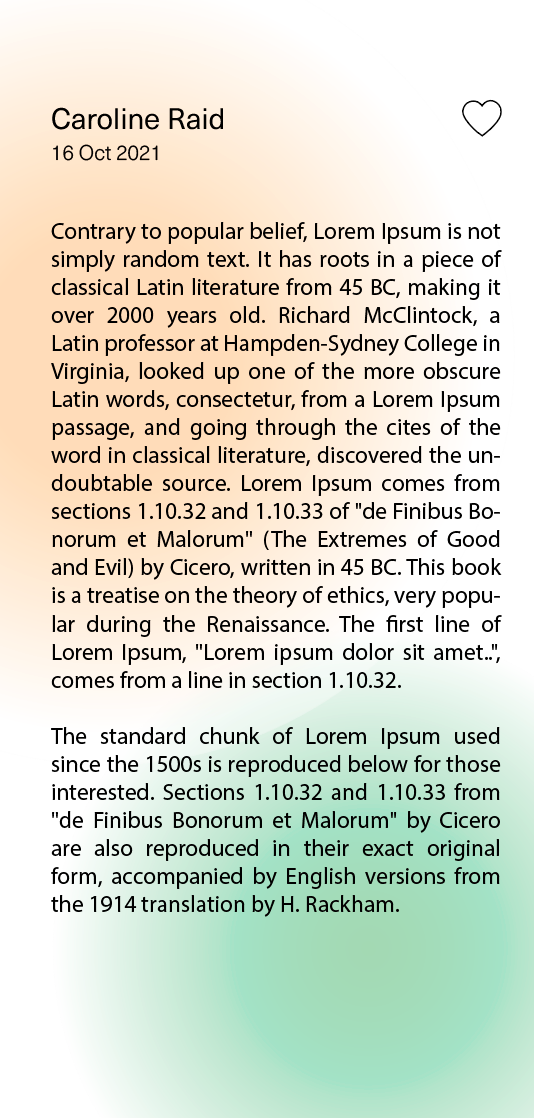 Caroline Raid
16 Oct 2021
Contrary to popular belief, Lorem Ipsum is not
simply random text. It has roots in a piece of
classical Latin literature from 45 BC, making it
over 2000 years old. Richard McClintock, a
Latin professor at Hampden-Sydney College in
Virginia, looked up one of the more obscure
Latin words, consectetur, from a Lorem Ipsum
passage, and going through the cites of the
word in classical literature, discovered the un-
doubtable source. Lorem Ipsum comes from
sections 1.10.32 and 1.10.33 of "de Finibus Bo-
norum et Malorum" (The Extremes of Good
and Evil) by Cicero, written in 45 BC. This book
is a treatise on the theory of ethics, very popu-
lar during the Renaissance. The first line of
Lorem Ipsum, "Lorem ipsum dolor sit amet..",
comes from a line in section 1.10.32.
The standard chunk of Lorem Ipsum used
since the 1500s is reproduced below for those
interested. Sections 1.10.32 and 1.10.33 from
"de Finibus Bonorum et Malorum" by Cicero
are also reproduced in their exact original
form, accompanied by English versions from
the 1914 translation by H. Rackham.